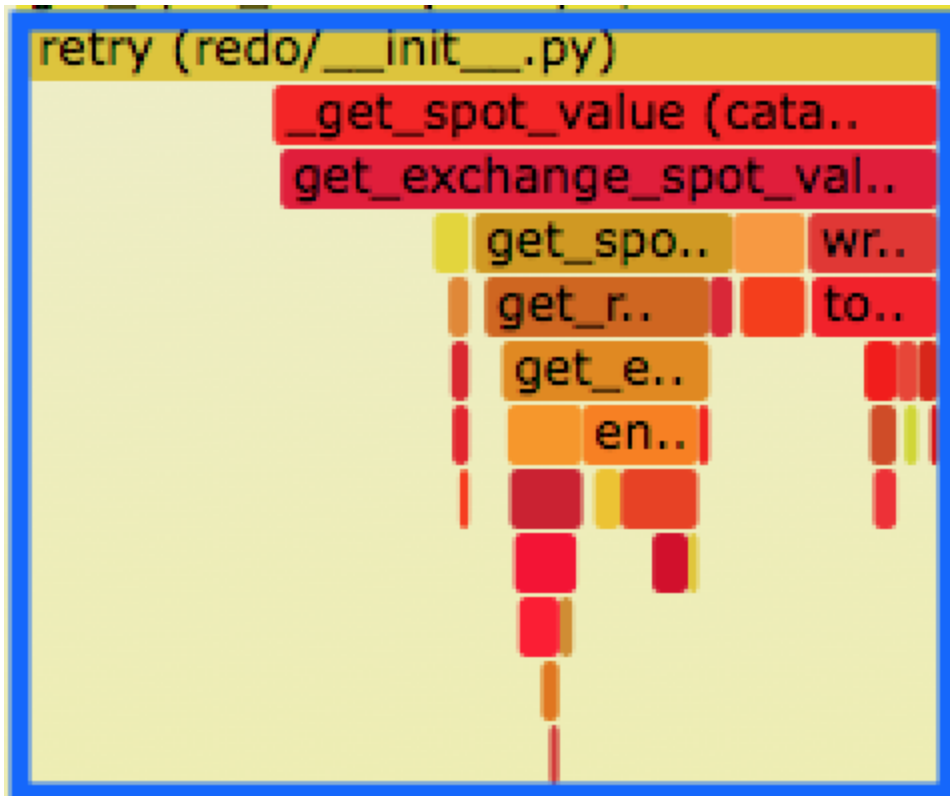 retry (redo/__init__.py)
_get_spot_value (cata..
get_exchange_spot_val..
get_spo.. wr..
get_r.. to..
get_e..
en..